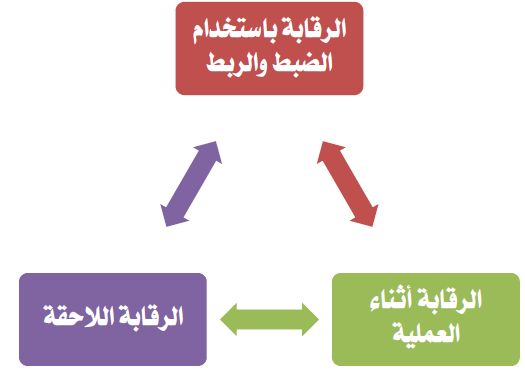 الرقابة باستخدام
الضبط والربط
الرقابة أثناء
العملية
الرقابة اللاحقة